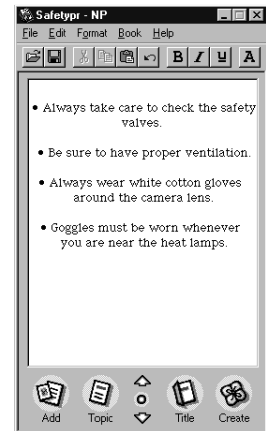 Safetypr - NP
File Edit Format Book Help
B I U A
• Always take care to check the safety
valves.
• Be sure to have proper ventilation.
• Always wear white cotton gloves
around the camera lens.
• Goggles must be worn whenever
you are near the heat lamps.
Add Topic Title Create